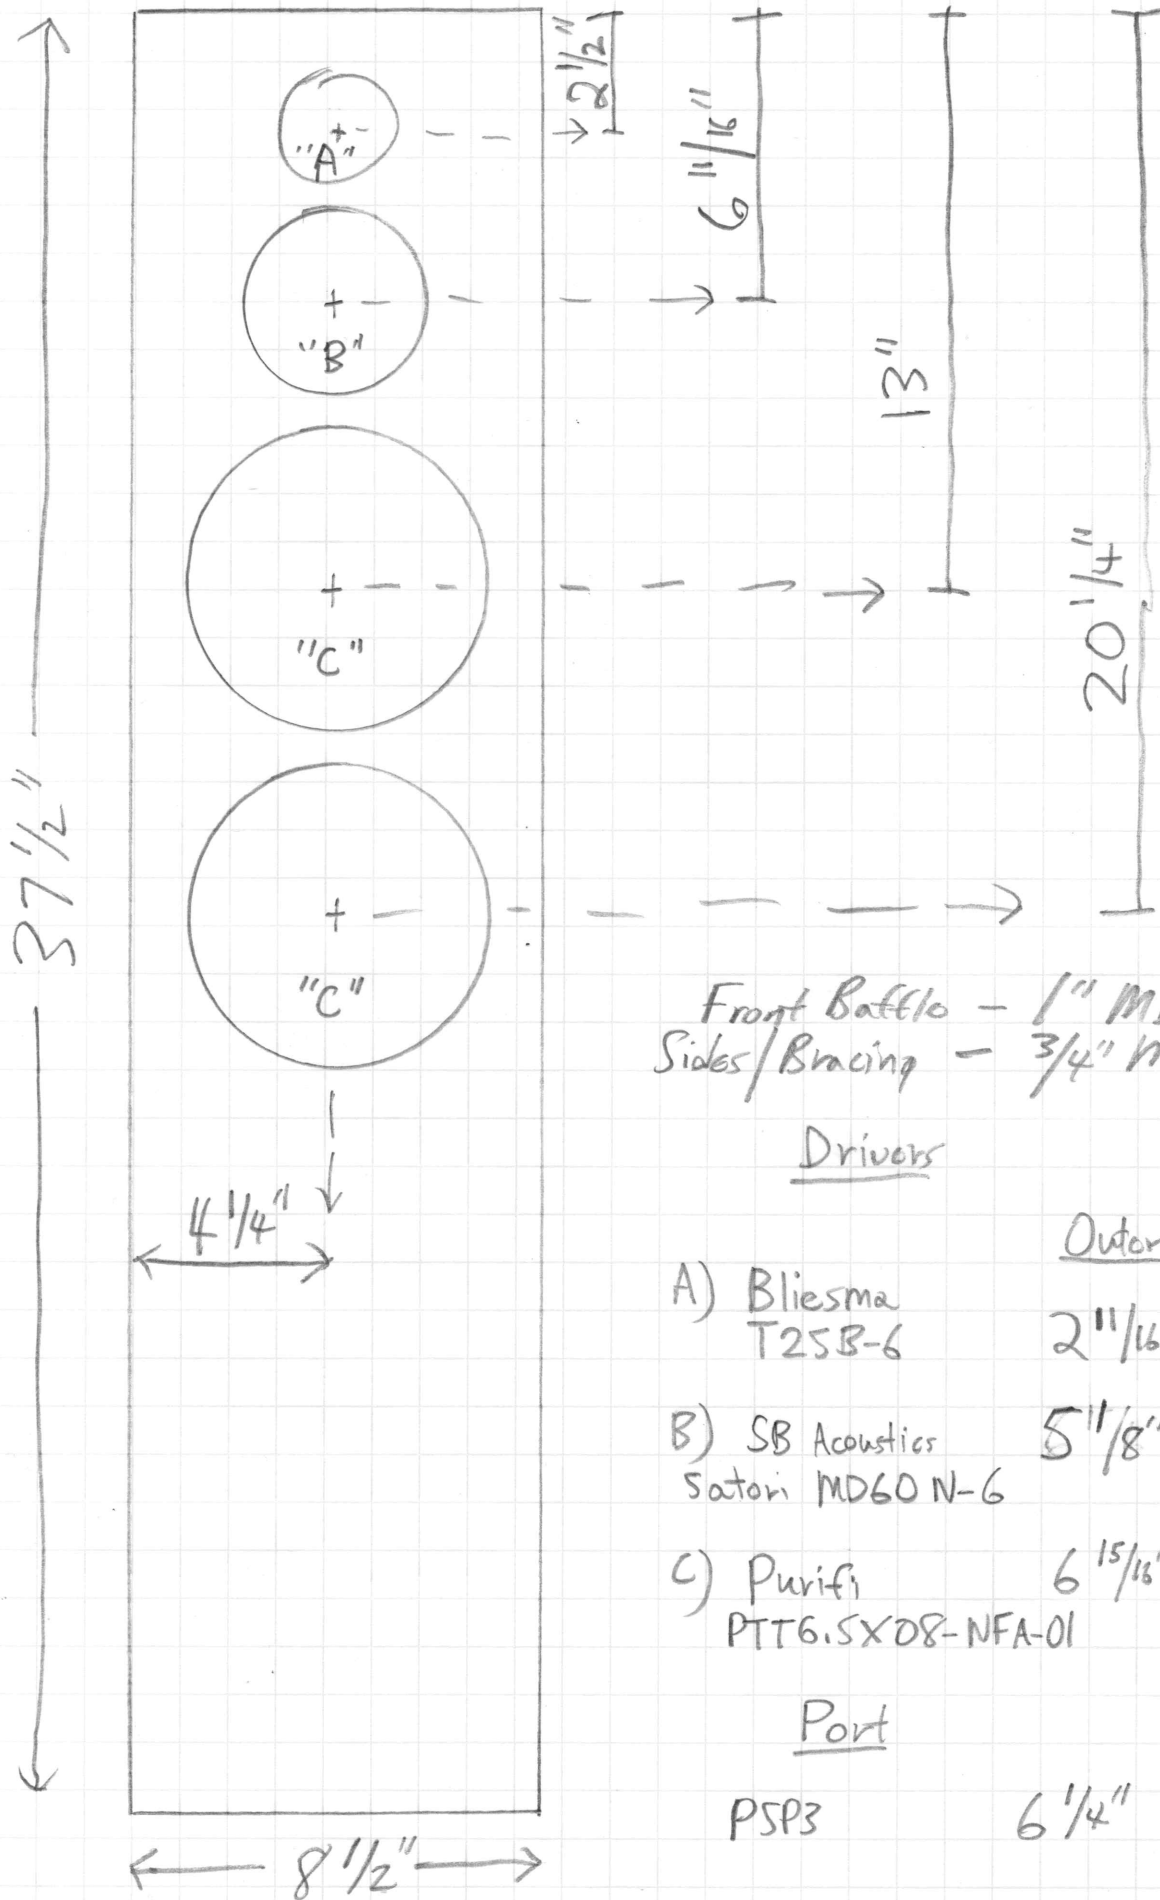 2 1/2"
6 11/16"
13"
20 1/4"
37 1/2"
"A"
"B"
"C"
"C"
4 1/4"
8 1/2"
Front Baffle - 1"
Sides/Bracing - 3/4"
Drivers
Outer
A) Bliesma
T25B-6
2 11/16
B) SB Acoustics
Satori MD60N-6
5 1/8"
C) Purifi
PTT6.5X08-NFA-01
6 15/16"
Port
PSP3
6 1/4"